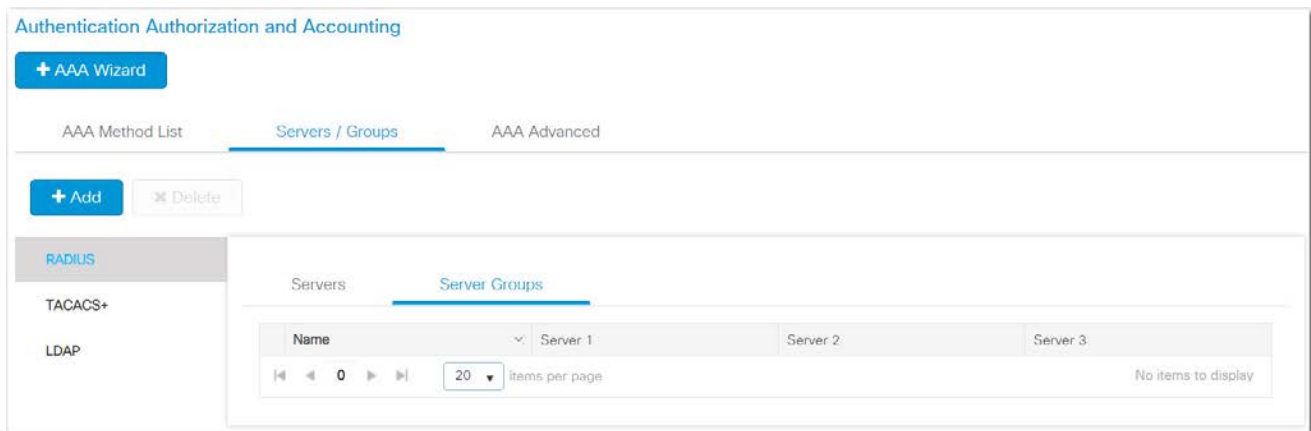 Authentication Authorization and Accounting
+ AAA Wizard
AAA Method List Servers / Groups AAA Advanced
+ Add ✖ Delete
RADIUS
Servers Server Groups
TACACS+
Name Server 1 Server 2 Server 3
LDAP
0 20 items per page No items to display